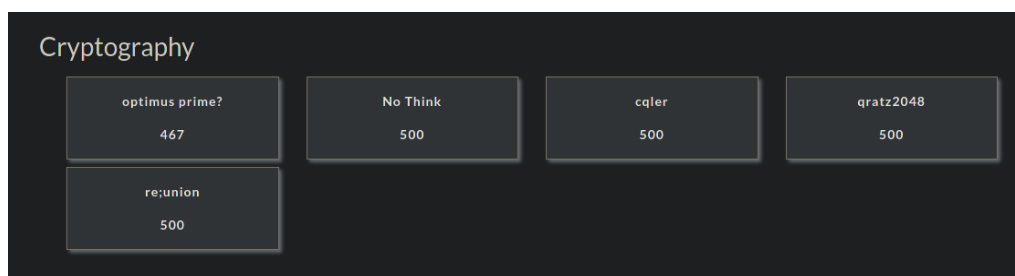 Cryptography
optimus prime?
467
No Think
500
cqler
500
qratz2048
500
re;union
500